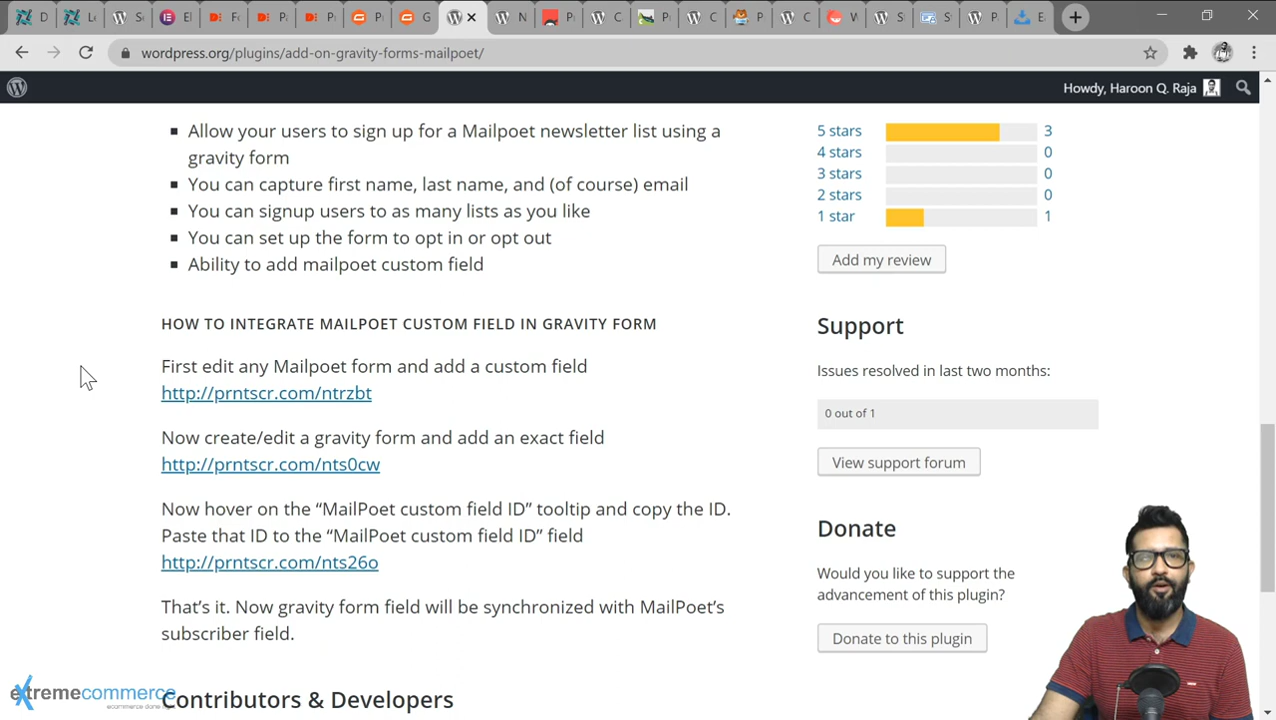 D
Le
So
El
Fo
Pa
Pa
Pr
G
N
Po
C
P
C
P
C
W
St
S
P
E
wordpress.org/plugins/add-on-gravity-forms-mailpoet/
Howdy, Haroon Q. Raja
Allow your users to sign up for a Mailpoet newsletter list using a
gravity form
You can capture first name, last name, and (of course) email
You can signup users to as many lists as you like
You can set up the form to opt in or opt out
Ability to add mailpoet custom field
HOW TO INTEGRATE MAILPOET CUSTOM FIELD IN GRAVITY FORM
First edit any Mailpoet form and add a custom field
http://prntscr.com/ntrzbt
Now create/edit a gravity form and add an exact field
http://prntscr.com/nts0cw
Now hover on the “MailPoet custom field ID” tooltip and copy the ID.
Paste that ID to the “MailPoet custom field ID” field
http://prntscr.com/nts26o
That’s it. Now gravity form field will be synchronized with MailPoet’s
subscriber field.
Contributors & Developers
5 stars 3
4 stars 0
3 stars 0
2 stars 0
1 star 1
Add my review
Support
Issues resolved in last two months:
0 out of 1
View support forum
Donate
Would you like to support the
advancement of this plugin?
Donate to this plugin
extremecommerce